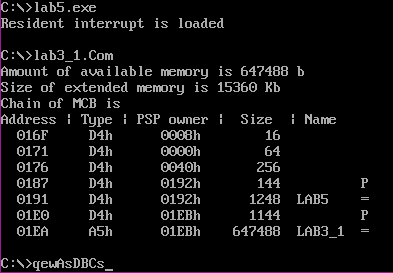 C:\>lab5.exe
Resident interrupt is loaded
C:\>lab3_1.Com
Amount of available memory is 647488 b
Size of extended memory is 15360 Kb
Chain of MCB is
Address | Type | PSP owner | Size | Name
016F D4h 0008h 16
0171 D4h 0000h 64
0176 D4h 0040h 256
0187 D4h 0192h 144 P
0191 D4h 0192h 1248 LAB5 =
01E0 D4h 01EBh 1144 P
01EA A5h 01EBh 647488 LAB3_1 =
C:\>qewAsDBCs_